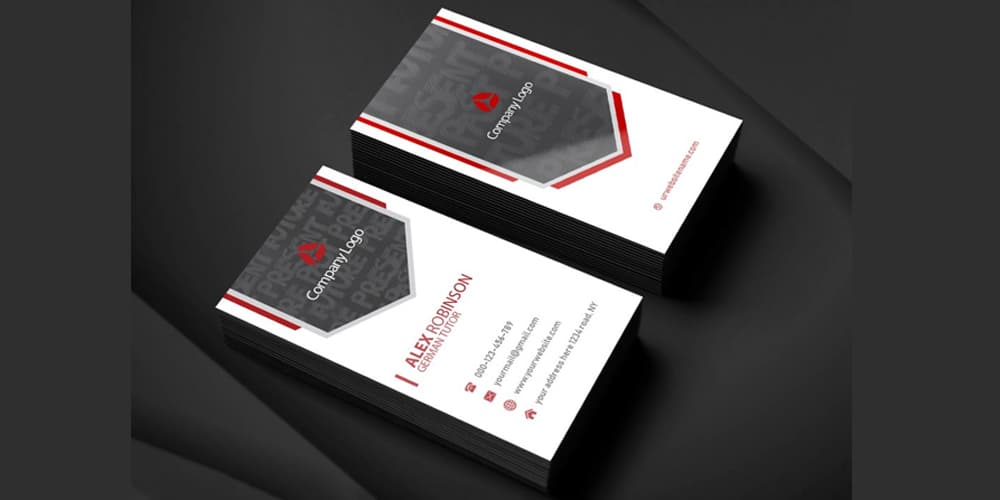 Company Logo
urwebsitename.com
Company Logo
ALEX ROBINSON
GERMAN TUTOR
000-123-456-789
yourmail@gmail.com
www.yourwebsite.com
your address here 1234 road, NY